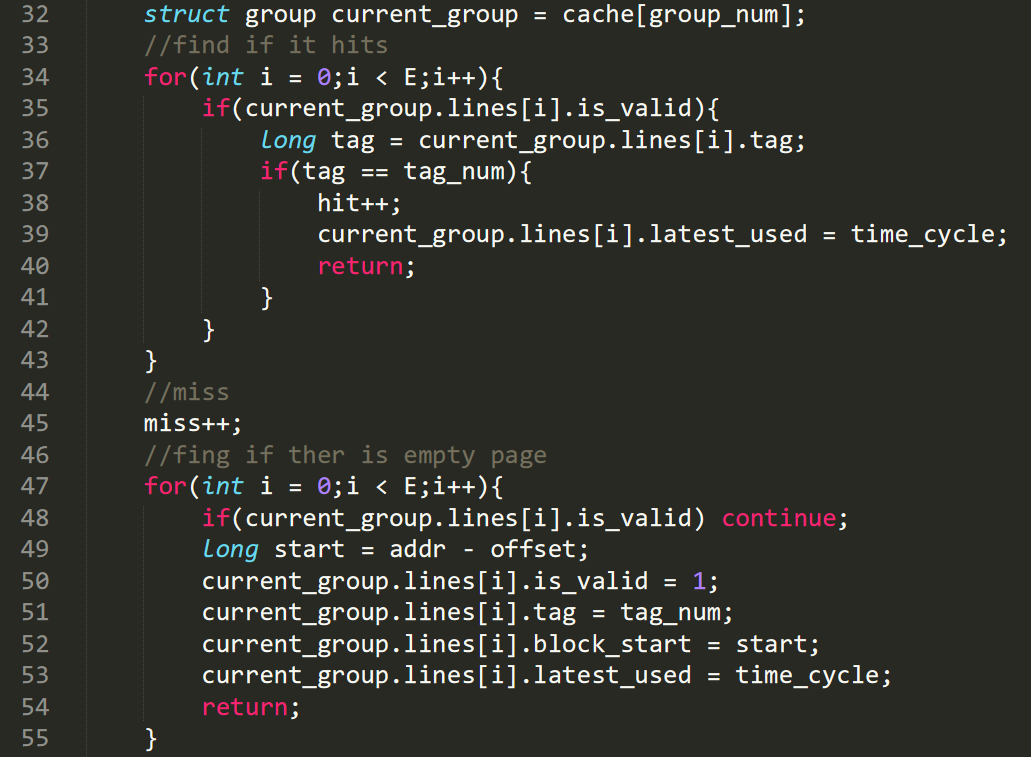 32 struct group current_group = cache[group_num];
33 //find if it hits
34 for(int i = 0;i < E;i++){
35 if(current_group.lines[i].is_valid){
36 long tag = current_group.lines[i].tag;
37 if(tag == tag_num){
38 hit++;
39 current_group.lines[i].latest_used = time_cycle;
40 return;
41 }
42 }
43 }
44 //miss
45 miss++;
46 //fing if ther is empty page
47 for(int i = 0;i < E;i++){
48 if(current_group.lines[i].is_valid) continue;
49 long start = addr - offset;
50 current_group.lines[i].is_valid = 1;
51 current_group.lines[i].tag = tag_num;
52 current_group.lines[i].block_start = start;
53 current_group.lines[i].latest_used = time_cycle;
54 return;
55 }